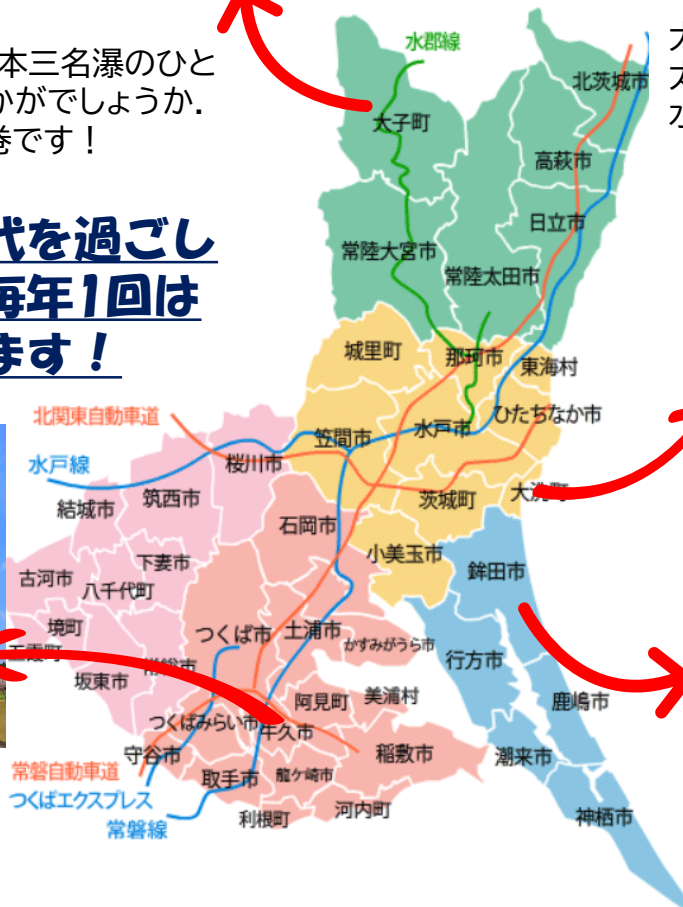 本三名瀑のひと
かがでしょうか.
巻です！
代を過ごし
毎年1回は
ます！
水郡線
北茨城市
大子町
高萩市
日立市
常陸大宮市
常陸太田市
城里町
那珂市
東海村
北関東自動車道
ひたちなか市
笠間市
水戸市
水戸線
桜川市
筑西市
結城市
茨城町
大洗町
石岡市
小美玉市
下妻市
鉾田市
古河市
八千代町
境町
つくば市
土浦市
かすみがうら市
五霞町
常総市
行方市
坂東市
阿見町
美浦村
鹿嶋市
つくばみらい市
牛久市
守谷市
稲敷市
潮来市
常磐自動車道
取手市
龍ケ崎市
つくばエクスプレス
利根町
河内町
神栖市
常磐線